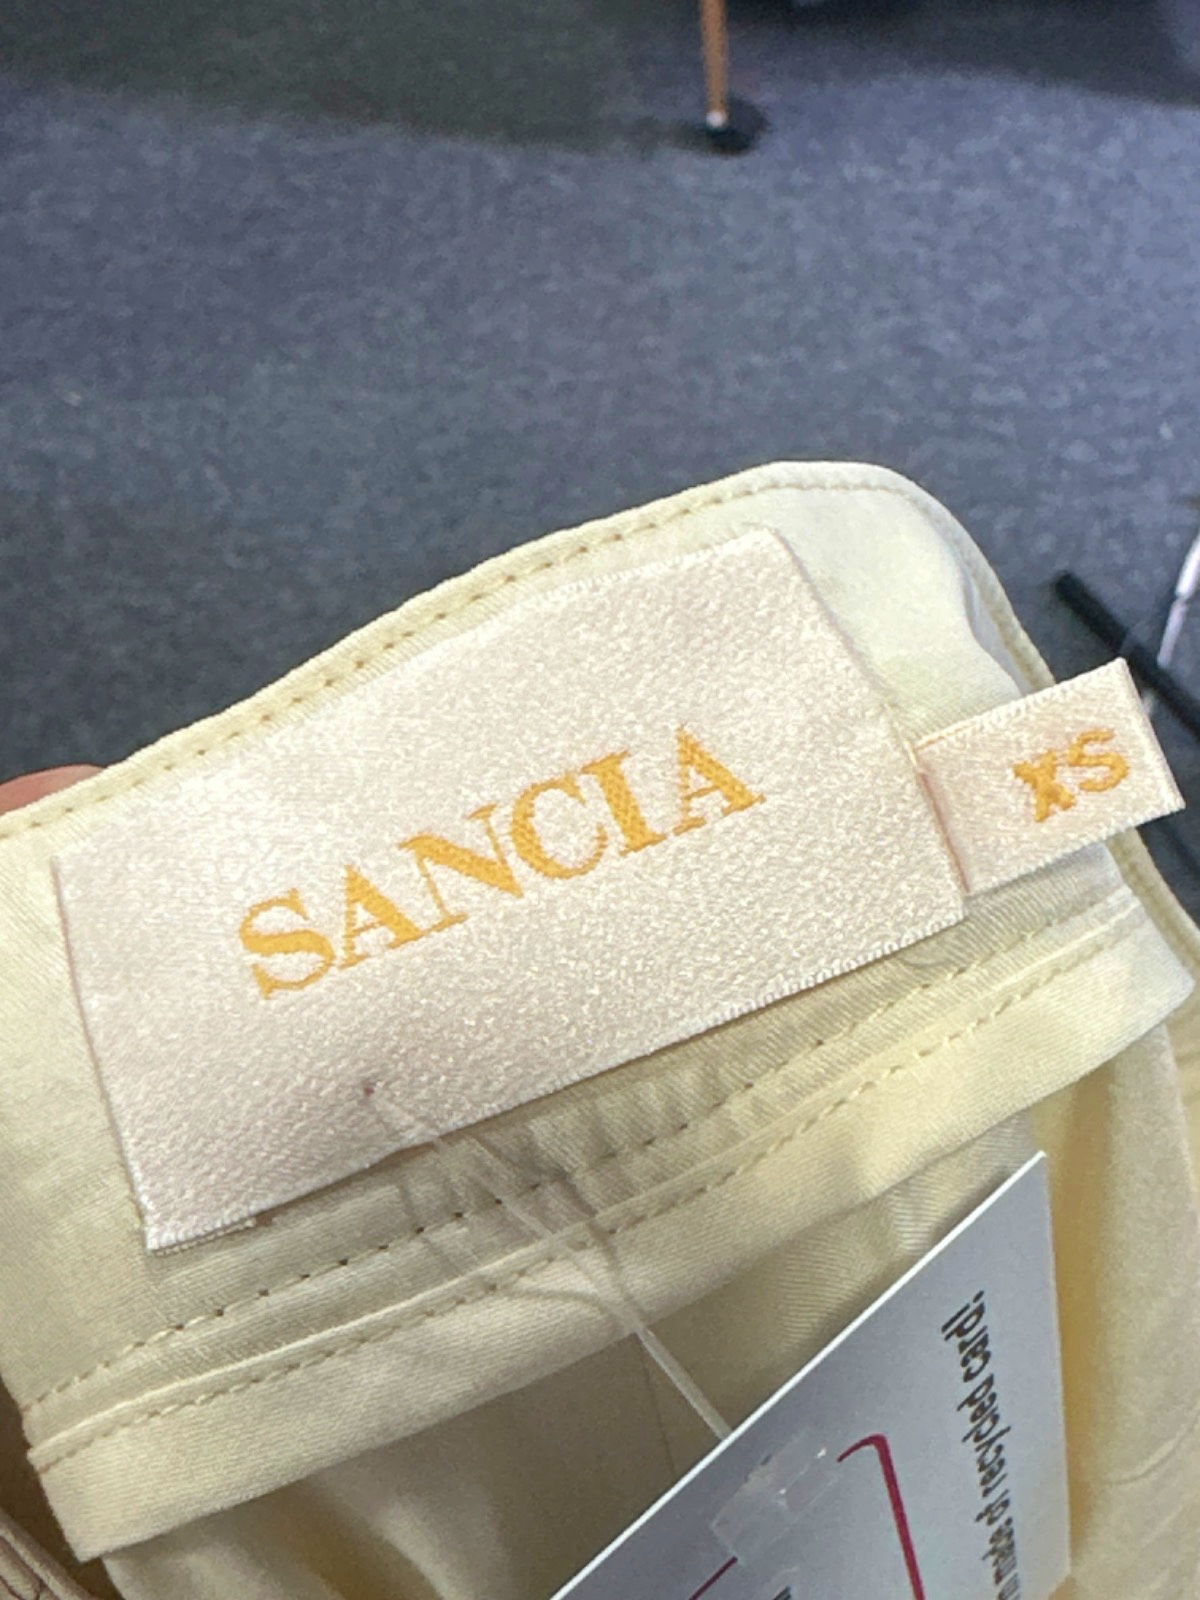 SANCIA
XS
made of recycled card!